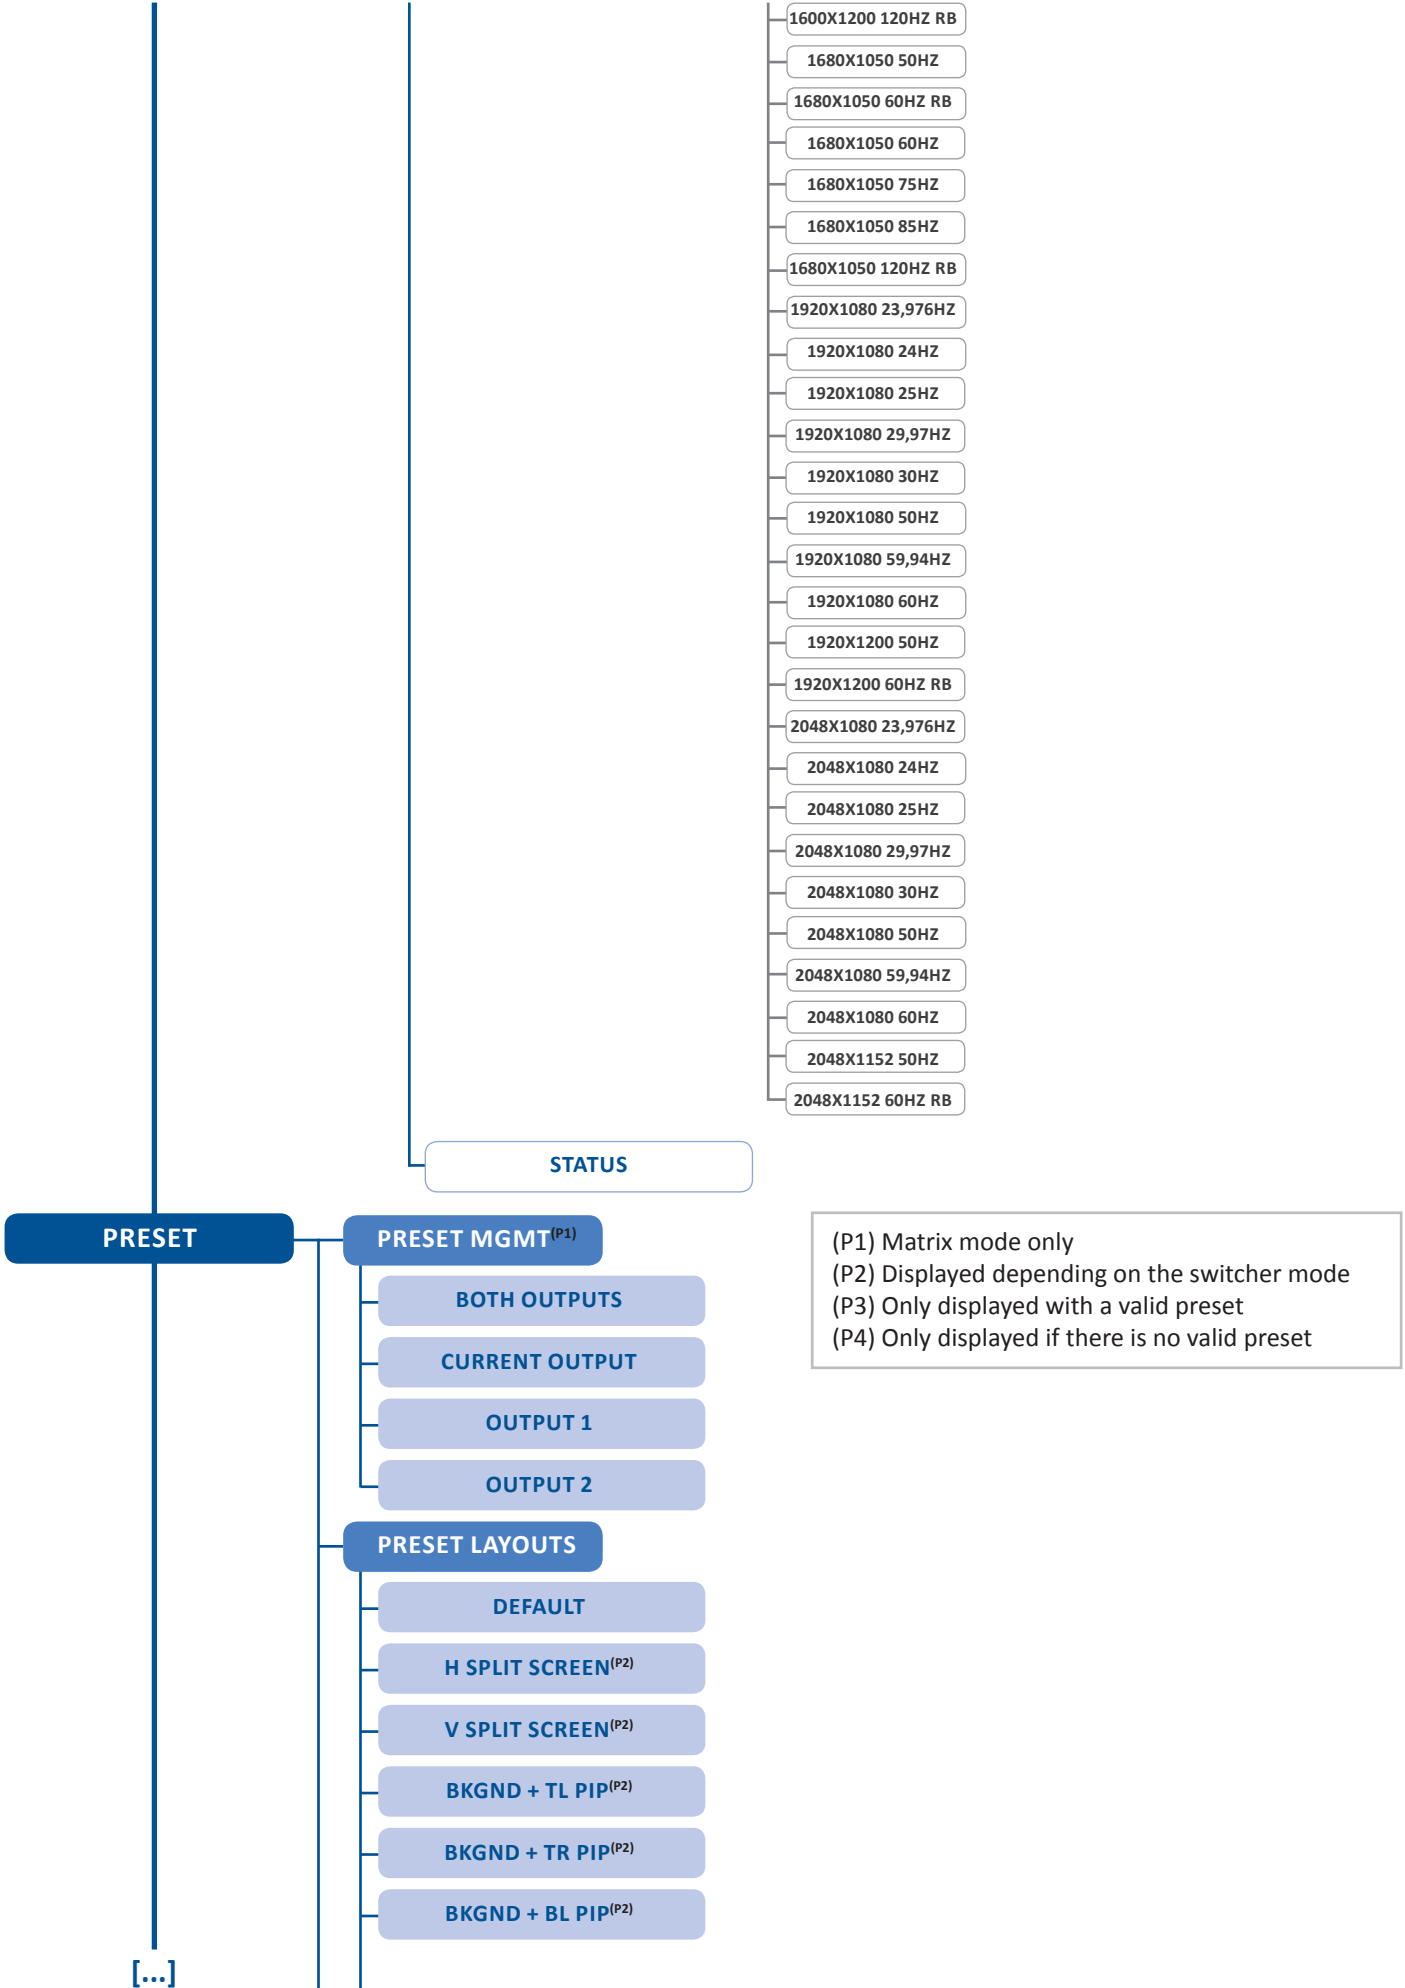 1600X1200 120HZ RB
1680X1050 50HZ
1680X1050 60HZ RB
1680X1050 60HZ
1680X1050 75HZ
1680X1050 85HZ
1680X1050 120HZ RB
1920X1080 23,976HZ
1920X1080 24HZ
1920X1080 25HZ
1920X1080 29,97HZ
1920X1080 30HZ
1920X1080 50HZ
1920X1080 59,94HZ
1920X1080 60HZ
1920X1200 50HZ
1920X1200 60HZ RB
2048X1080 23,976HZ
2048X1080 24HZ
2048X1080 25HZ
2048X1080 29,97HZ
2048X1080 30HZ
2048X1080 50HZ
2048X1080 59,94HZ
2048X1080 60HZ
2048X1152 50HZ
2048X1152 60HZ RB
STATUS
PRESET
PRESET MGMT(P1)
BOTH OUTPUTS
CURRENT OUTPUT
OUTPUT 1
OUTPUT 2
PRESET LAYOUTS
DEFAULT
H SPLIT SCREEN(P2)
V SPLIT SCREEN(P2)
BKGND + TL PIP(P2)
BKGND + TR PIP(P2)
BKGND + BL PIP(P2)
[...]
(P1) Matrix mode only
(P2) Displayed depending on the switcher mode
(P3) Only displayed with a valid preset
(P4) Only displayed if there is no valid preset